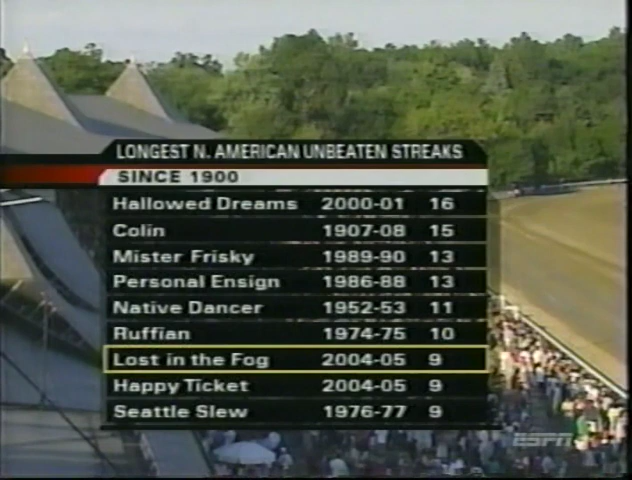 LONGEST N. AMERICAN UNBEATEN STREAKS
SINCE 1900
Hallowed Dreams 2000-01 16
Colin 1907-08 15
Mister Frisky 1989-90 13
Personal Ensign 1986-88 13
Native Dancer 1952-53 11
Ruffian 1974-75 10
Lost in the Fog 2004-05 9
Happy Ticket 2004-05 9
Seattle Slew 1976-77 9
ESPN